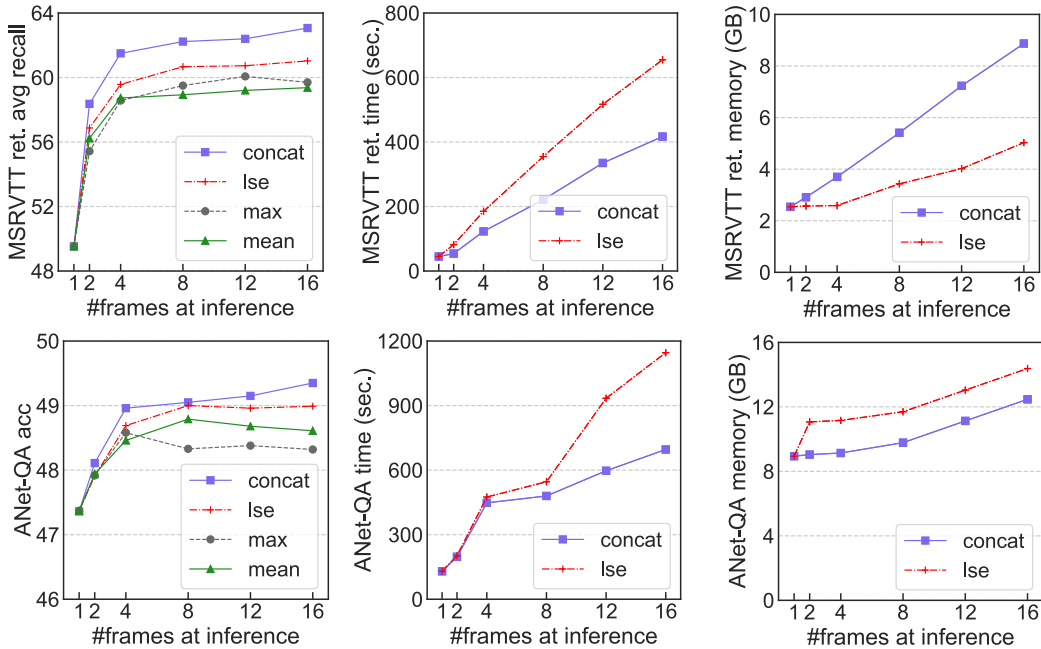 MSRVTT ret. avg recall
64
60
56
52
48
concat
lse
max
mean
1 2 4 8 12 16
#frames at inference
MSRVTT ret. time (sec.)
800
600
400
200
0
concat
lse
1 2 4 8 12 16
#frames at inference
MSRVTT ret. memory (GB)
10
8
6
4
2
0
concat
lse
1 2 4 8 12 16
#frames at inference
ANet-QA acc
50
49
48
47
46
concat
lse
max
mean
1 2 4 8 12 16
#frames at inference
ANet-QA time (sec.)
1200
900
600
300
0
concat
lse
1 2 4 8 12 16
#frames at inference
ANet-QA memory (GB)
16
12
8
4
0
concat
lse
1 2 4 8 12 16
#frames at inference